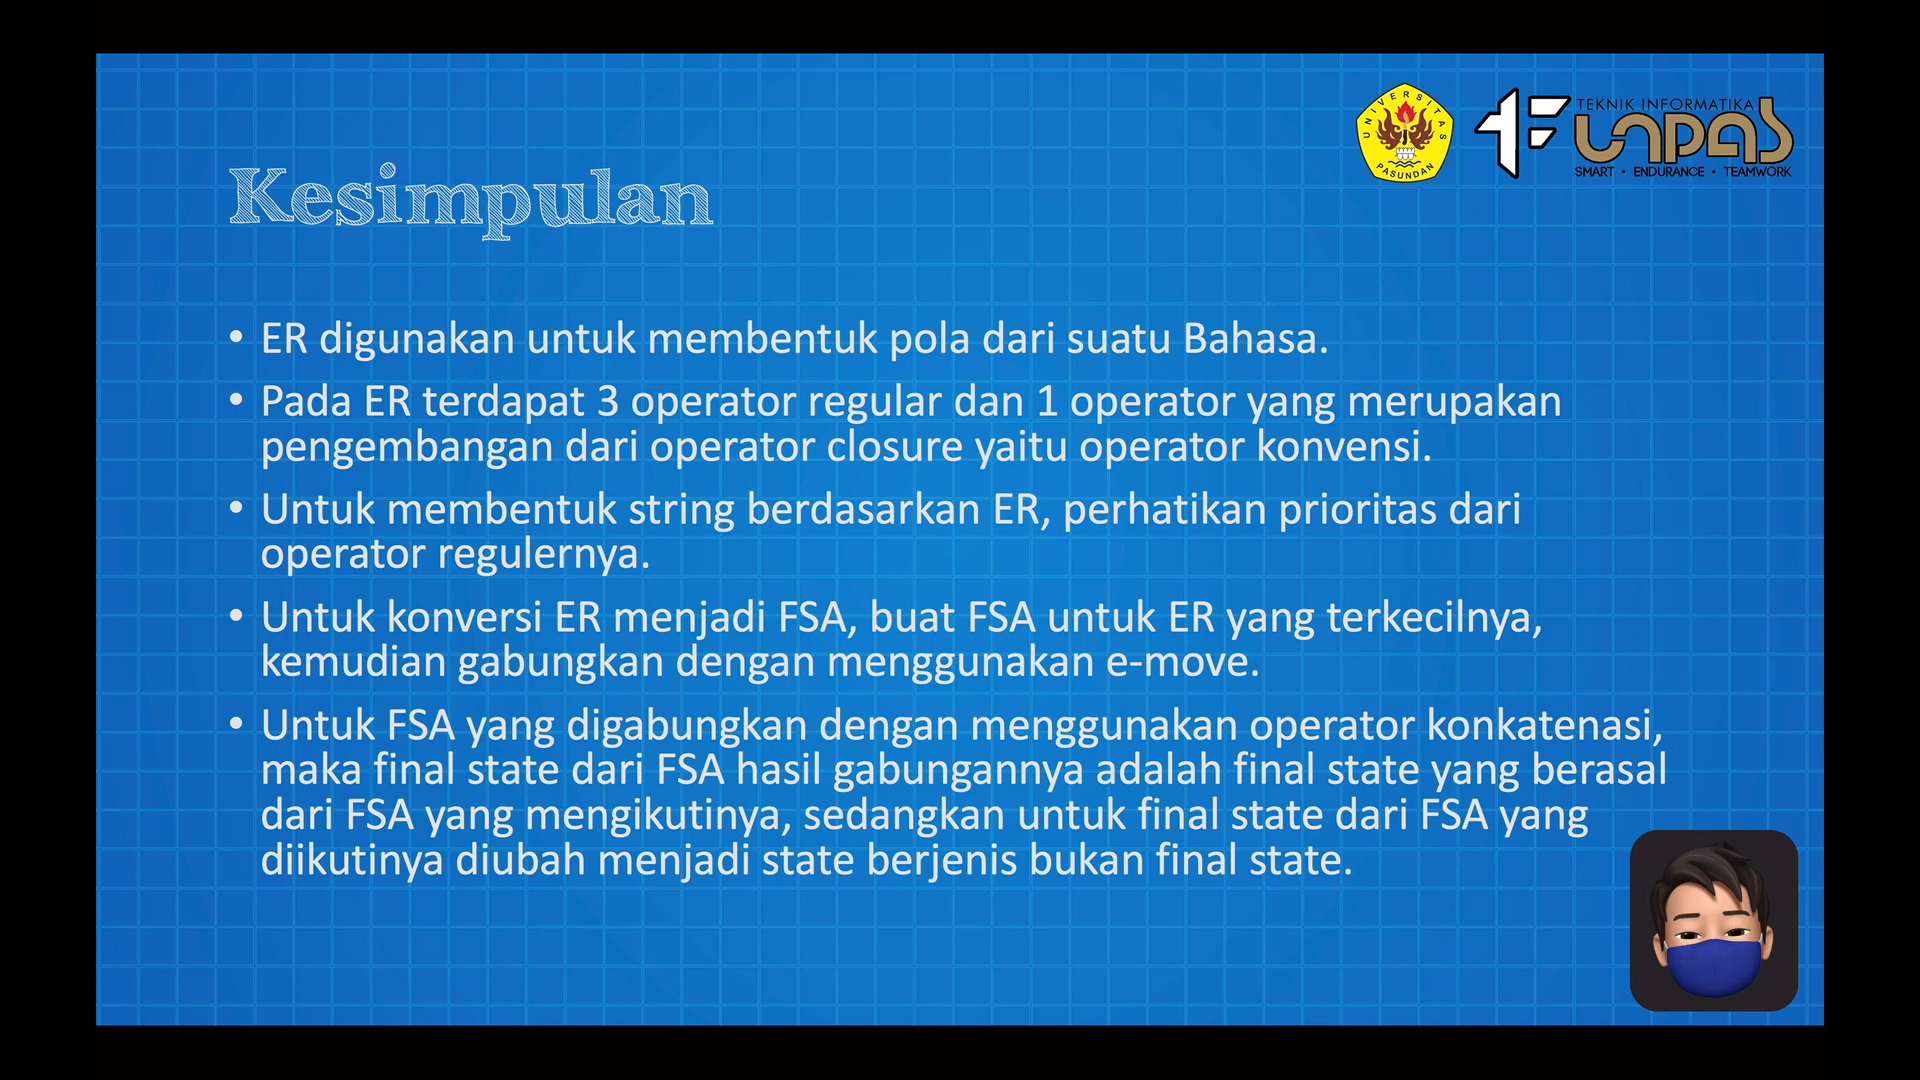 UNIVERSITAS
PASUNDAN
TEKNIK INFORMATIKA
UNPAS
SMART • ENDURANCE • TEAMWORK
Kesimpulan
• ER digunakan untuk membentuk pola dari suatu Bahasa.
• Pada ER terdapat 3 operator regular dan 1 operator yang merupakan
pengembangan dari operator closure yaitu operator konvensi.
• Untuk membentuk string berdasarkan ER, perhatikan prioritas dari
operator regulernya.
• Untuk konversi ER menjadi FSA, buat FSA untuk ER yang terkecilnya,
kemudian gabungkan dengan menggunakan e-move.
• Untuk FSA yang digabungkan dengan menggunakan operator konkatenasi,
maka final state dari FSA hasil gabungannya adalah final state yang berasal
dari FSA yang mengikutinya, sedangkan untuk final state dari FSA yang
diikutinya diubah menjadi state berjenis bukan final state.